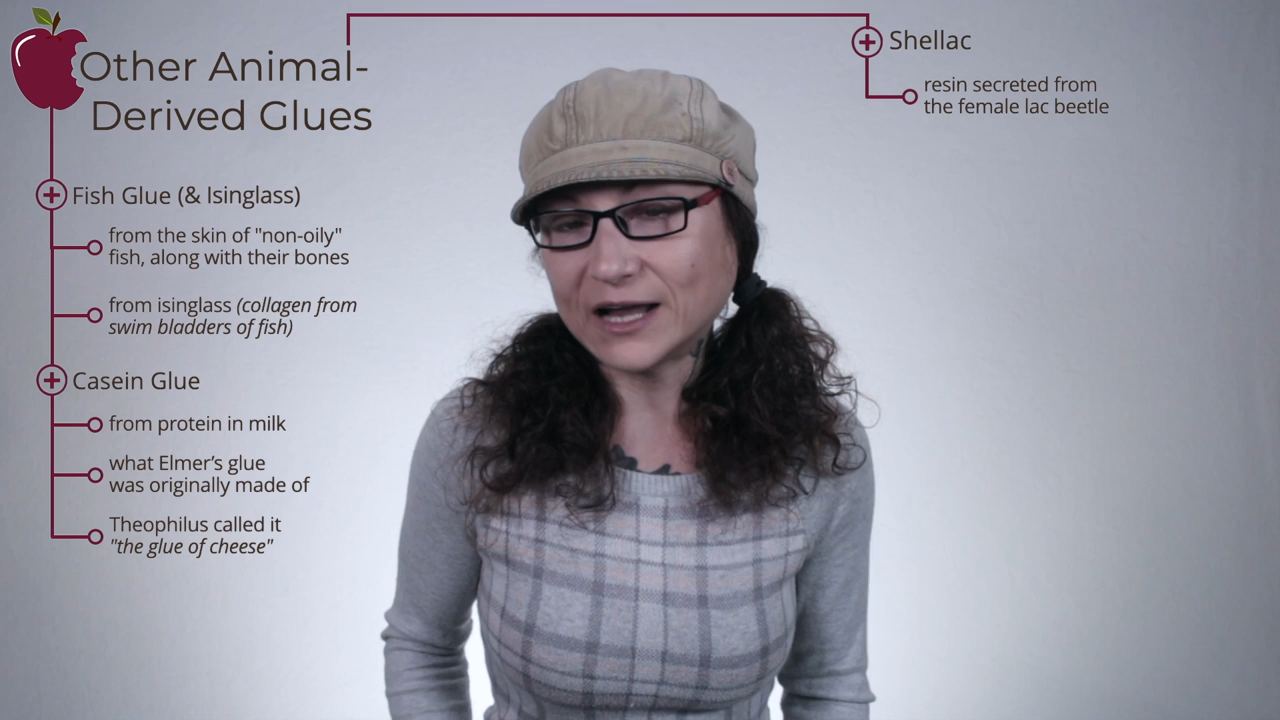 Other Animal-
Derived Glues
Fish Glue (& Isinglass)
from the skin of "non-oily"
fish, along with their bones
from isinglass (collagen from
swim bladders of fish)
Casein Glue
from protein in milk
what Elmer’s glue
was originally made of
Theophilus called it
"the glue of cheese"
Shellac
resin secreted from
the female lac beetle